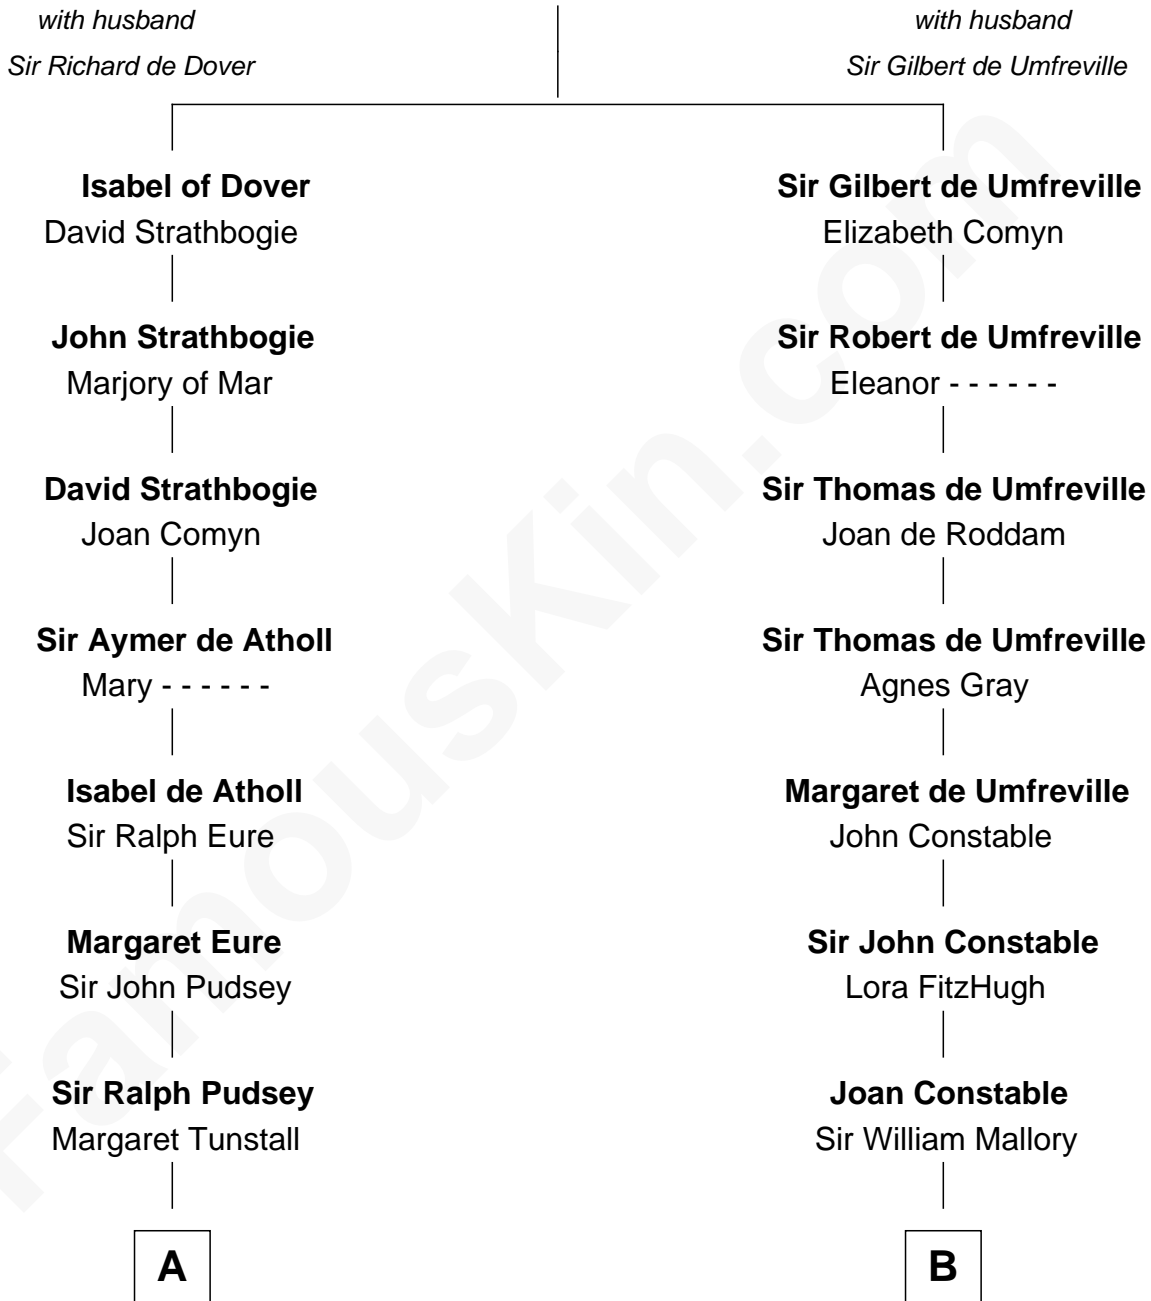 with husband
Sir Richard de Dover
with husband
Sir Gilbert de Umfreville
Isabel of Dover
David Strathbogie
Sir Gilbert de Umfreville
Elizabeth Comyn
John Strathbogie
Marjory of Mar
Sir Robert de Umfreville
Eleanor - - - - - -
David Strathbogie
Joan Comyn
Sir Thomas de Umfreville
Joan de Roddam
Sir Aymer de Atholl
Mary - - - - - -
Sir Thomas de Umfreville
Agnes Gray
Isabel de Atholl
Sir Ralph Eure
Margaret de Umfreville
John Constable
Margaret Eure
Sir John Pudsey
Sir John Constable
Lora FitzHugh
Sir Ralph Pudsey
Margaret Tunstall
Joan Constable
Sir William Mallory
A
B
FamousKin.com